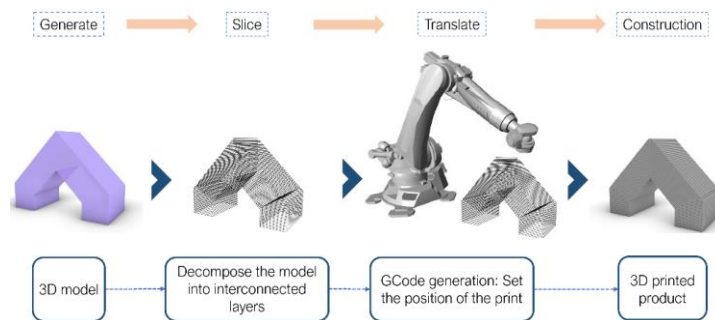 Generate
Slice
Translate
Construction
3D model
Decompose the model
into interconnected
layers
GCode generation: Set
the position of the print
3D printed
product